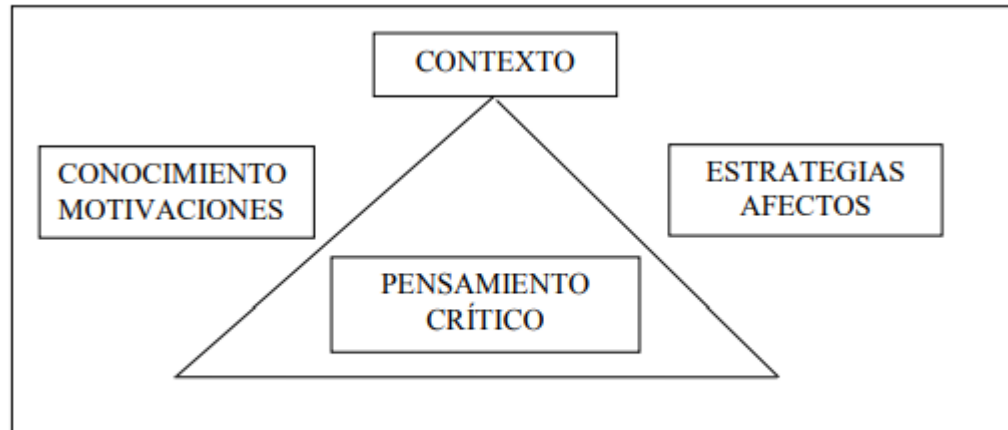 CONTEXTO
CONOCIMIENTO
MOTIVACIONES
ESTRATEGIAS
AFECTOS
PENSAMIENTO
CRÍTICO